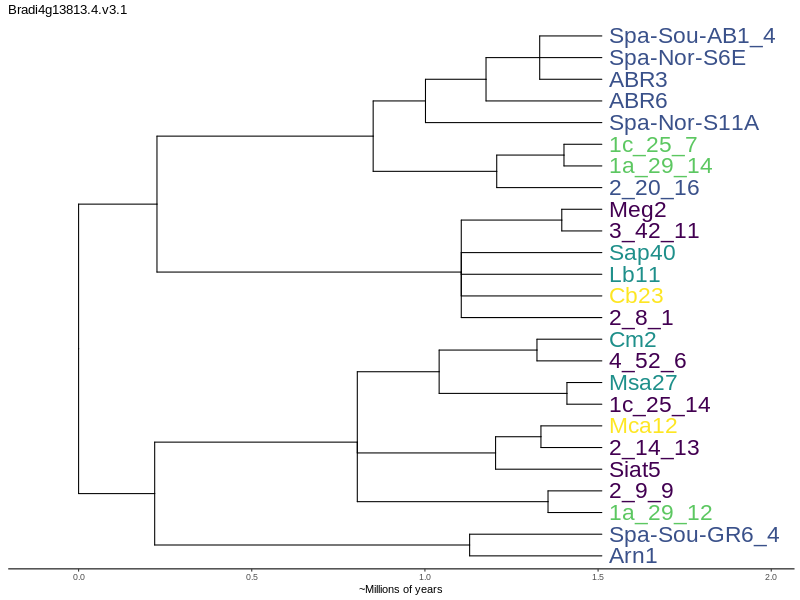 Bradi4g13813.4.v3.1
Spa-Sou-AB1_4
Spa-Nor-S6E
ABR3
ABR6
Spa-Nor-S11A
1c_25_7
1a_29_14
2_20_16
Meg2
3_42_11
Sap40
Lb11
Cb23
2_8_1
Cm2
4_52_6
Msa27
1c_25_14
Mca12
2_14_13
Siat5
2_9_9
1a_29_12
Spa-Sou-GR6_4
Arn1
0.0 0.5 1.0 1.5 2.0
~Millions of years